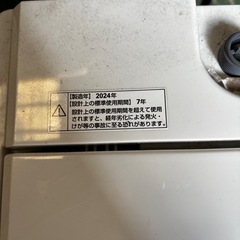 【製造年】2024年
【設計上の標準使用期間】7年
設計上の標準使用期間を超えて使用
されますと、経年劣化による発火・
けが等の事故に至る恐れがあります。